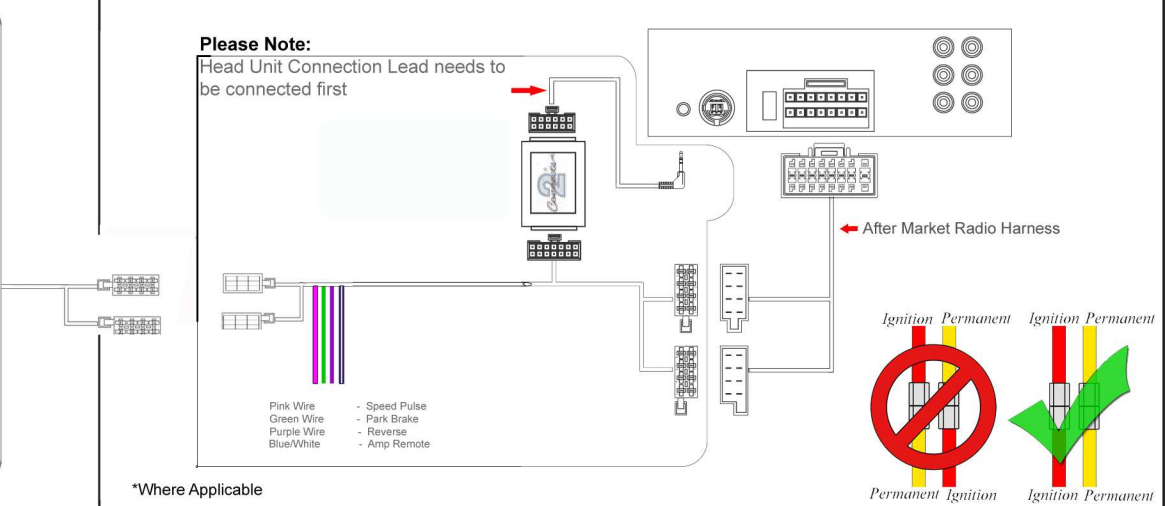 Please Note:
Head Unit Connection Lead needs to
be connected first
After Market Radio Harness
Ignition Permanent Ignition Permanent
Pink Wire - Speed Pulse
Green Wire - Park Brake
Purple Wire - Reverse
Blue/White - Amp Remote
*Where Applicable
Permanent Ignition Ignition Permanent